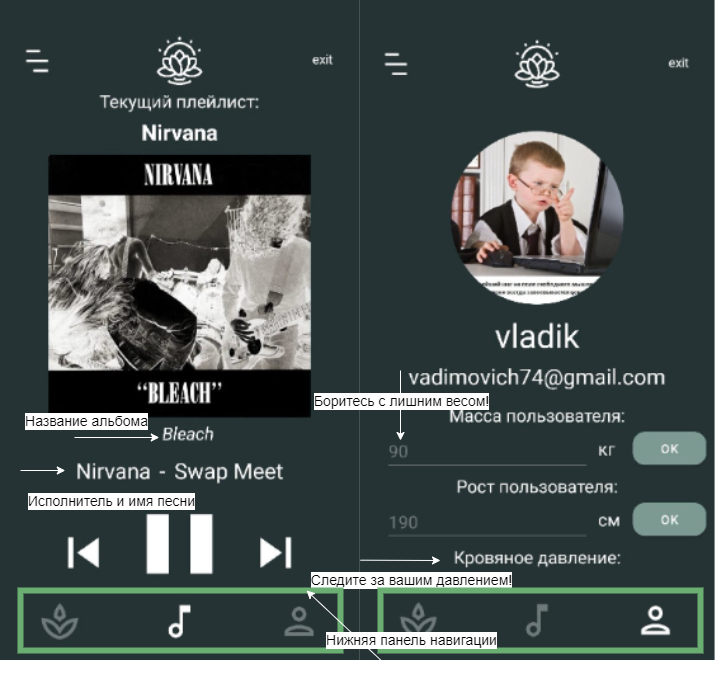 exit
Текущий плейлист:
Nirvana
NIRVANA
“BLEACH”
Название альбома
Bleach
Nirvana - Swap Meet
Исполнитель и имя песни
exit
vladik
vadimovich74@gmail.com
Боритесь с лишним весом!
Масса пользователя:
90 кг OK
Рост пользователя:
190 см OK
Кровяное давление:
Следите за вашим давлением!
Нижняя панель навигации